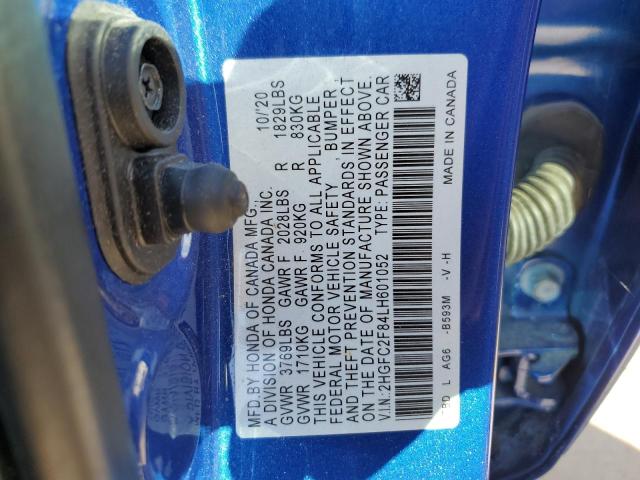 MFD.BY HONDA OF CANADA MFG., 10/'20
A DIVISION OF HONDA CANADA INC.
GVWR 3769LBS GAWR F 2028LBS R 1829LBS
GVWR 1710KG GAWR F 920KG R 830KG
THIS VEHICLE CONFORMS TO ALL APPLICABLE
FEDERAL MOTOR VEHICLE SAFETY, BUMPER
AND THEFT PREVENTION STANDARDS IN EFFECT
ON THE DATE OF MANUFACTURE SHOWN ABOVE.
V.I.N.:2HGFC2F84LH601052 TYPE:PASSENGER CAR
BD L AG6 -B593M -V -H MADE IN CANADA